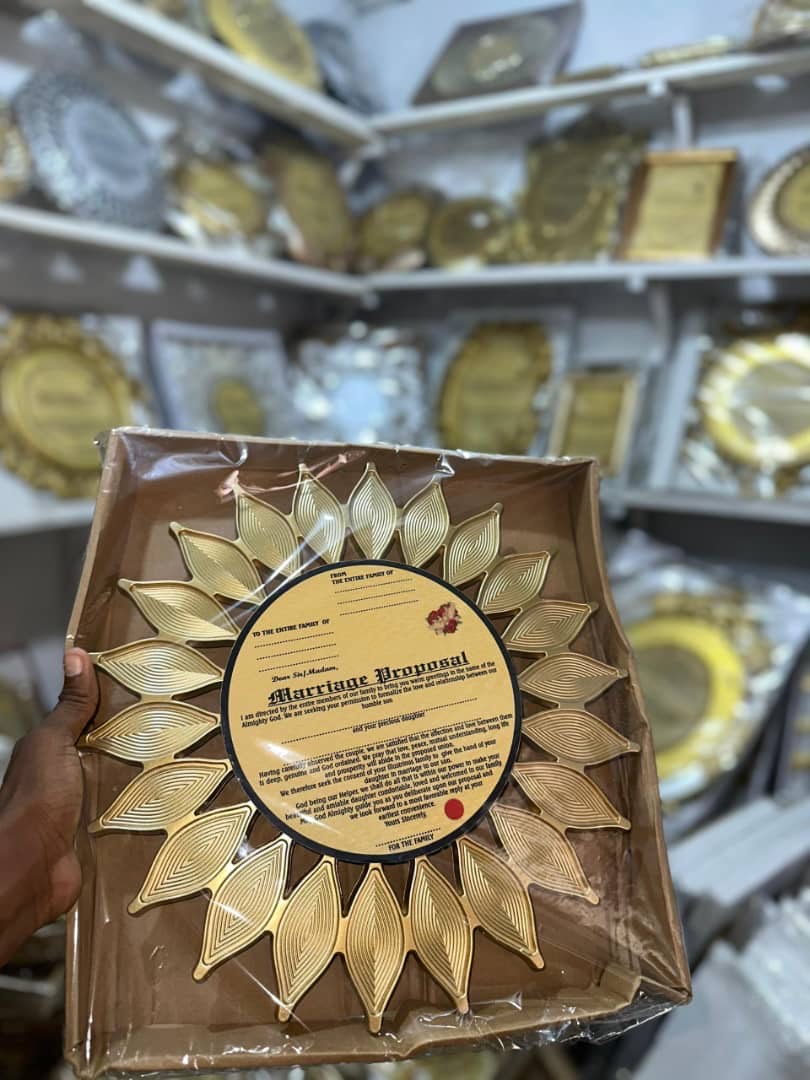 FROM
THE ENTIRE FAMILY OF
TO THE ENTIRE FAMILY OF
Dear Sir/Madam,
Marriage Proposal
I am directed by the entire members of our family to bring you warm greetings in the name of the
Almighty God. We are seeking your permission to formalize the love and relationship between our
humble son
and your precious daughter
Having carefully observed the couple, we are satisfied that the affection and love between them
is deep, genuine and God ordained. We pray that love, peace, mutual understanding, long life
and prosperity will abide in the proposed union.
We therefore seek the consent of your illustrious family to give the hand of your
daughter in marriage to our son.
God being our Helper, we shall do all that is within our power to make your
beautiful and amiable daughter comfortable, loved and welcomed to our family
May God Almighty guide you as you deliberate upon our proposal and
we look forward to a most favorable reply at your
earliest convenience.
Yours Sincerely,
FOR THE FAMILY